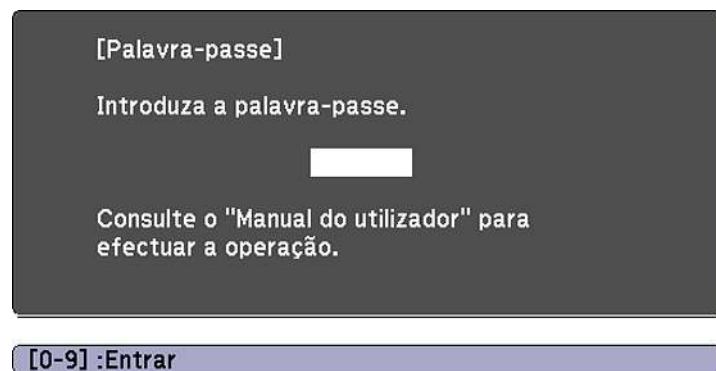 [Palavra-passe]
Introduza a palavra-passe.
Consulte o "Manual do utilizador" para
efectuar a operação.
[0-9] :Entrar